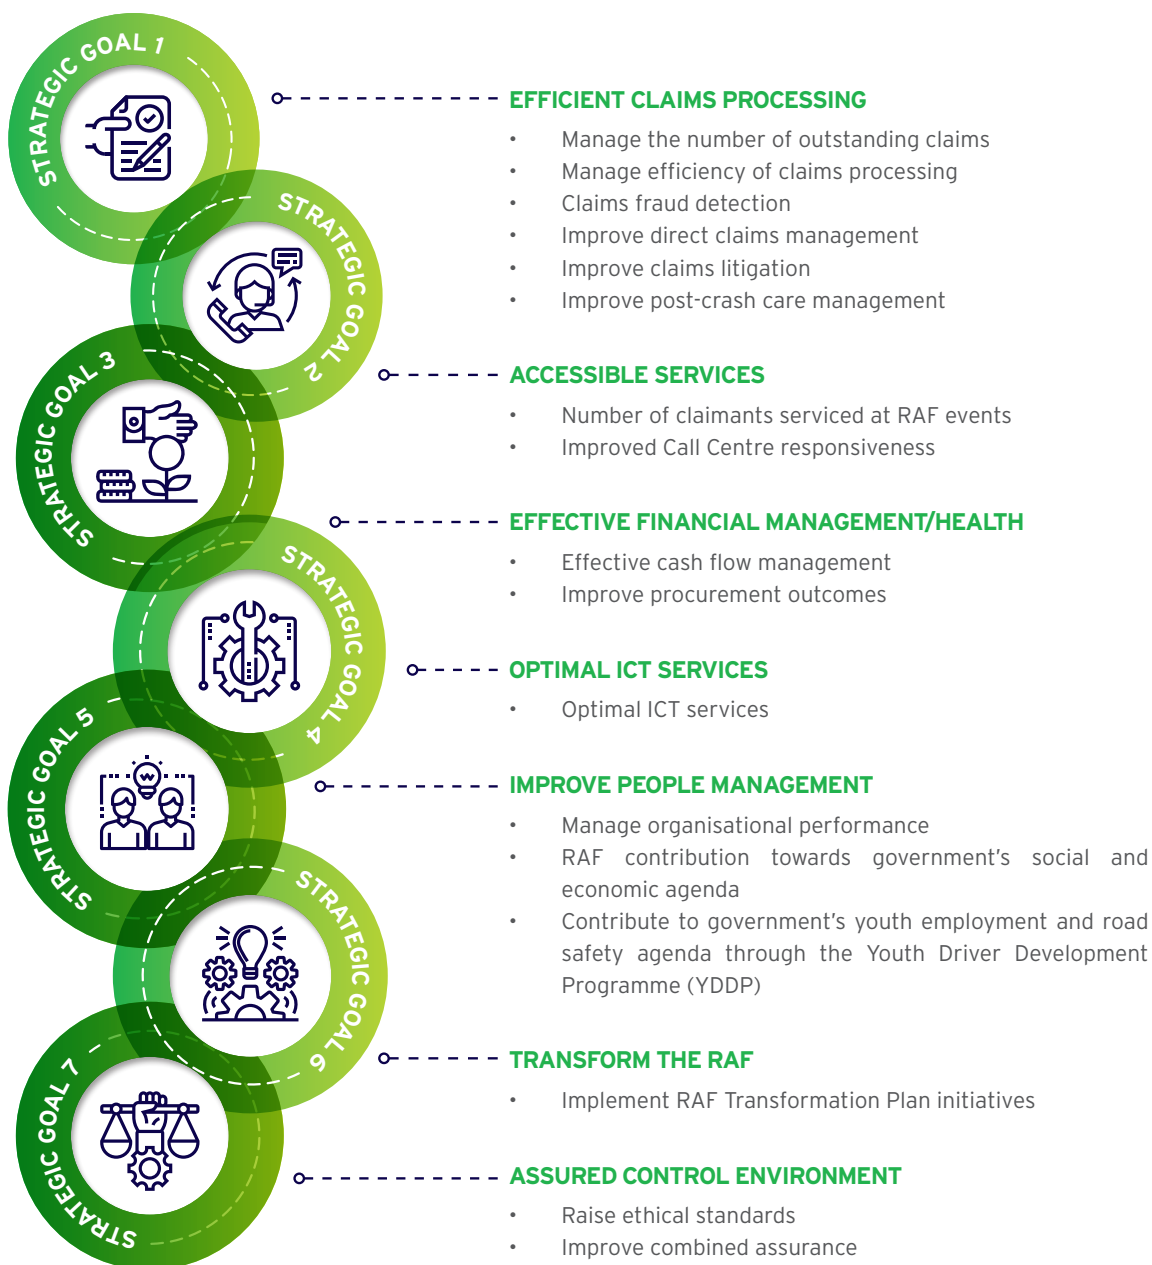 STRATEGIC GOAL 1
EFFICIENT CLAIMS PROCESSING
• Manage the number of outstanding claims
• Manage efficiency of claims processing
• Claims fraud detection
• Improve direct claims management
• Improve claims litigation
• Improve post-crash care management
STRATEGIC GOAL 2
ACCESSIBLE SERVICES
• Number of claimants serviced at RAF events
• Improved Call Centre responsiveness
STRATEGIC GOAL 3
EFFECTIVE FINANCIAL MANAGEMENT/HEALTH
• Effective cash flow management
• Improve procurement outcomes
STRATEGIC GOAL 4
OPTIMAL ICT SERVICES
• Optimal ICT services
STRATEGIC GOAL 5
IMPROVE PEOPLE MANAGEMENT
• Manage organisational performance
• RAF contribution towards government's social and
economic agenda
• Contribute to government's youth employment and road
safety agenda through the Youth Driver Development
Programme (YDDP)
STRATEGIC GOAL 6
TRANSFORM THE RAF
• Implement RAF Transformation Plan initiatives
STRATEGIC GOAL 7
ASSURED CONTROL ENVIRONMENT
• Raise ethical standards
• Improve combined assurance